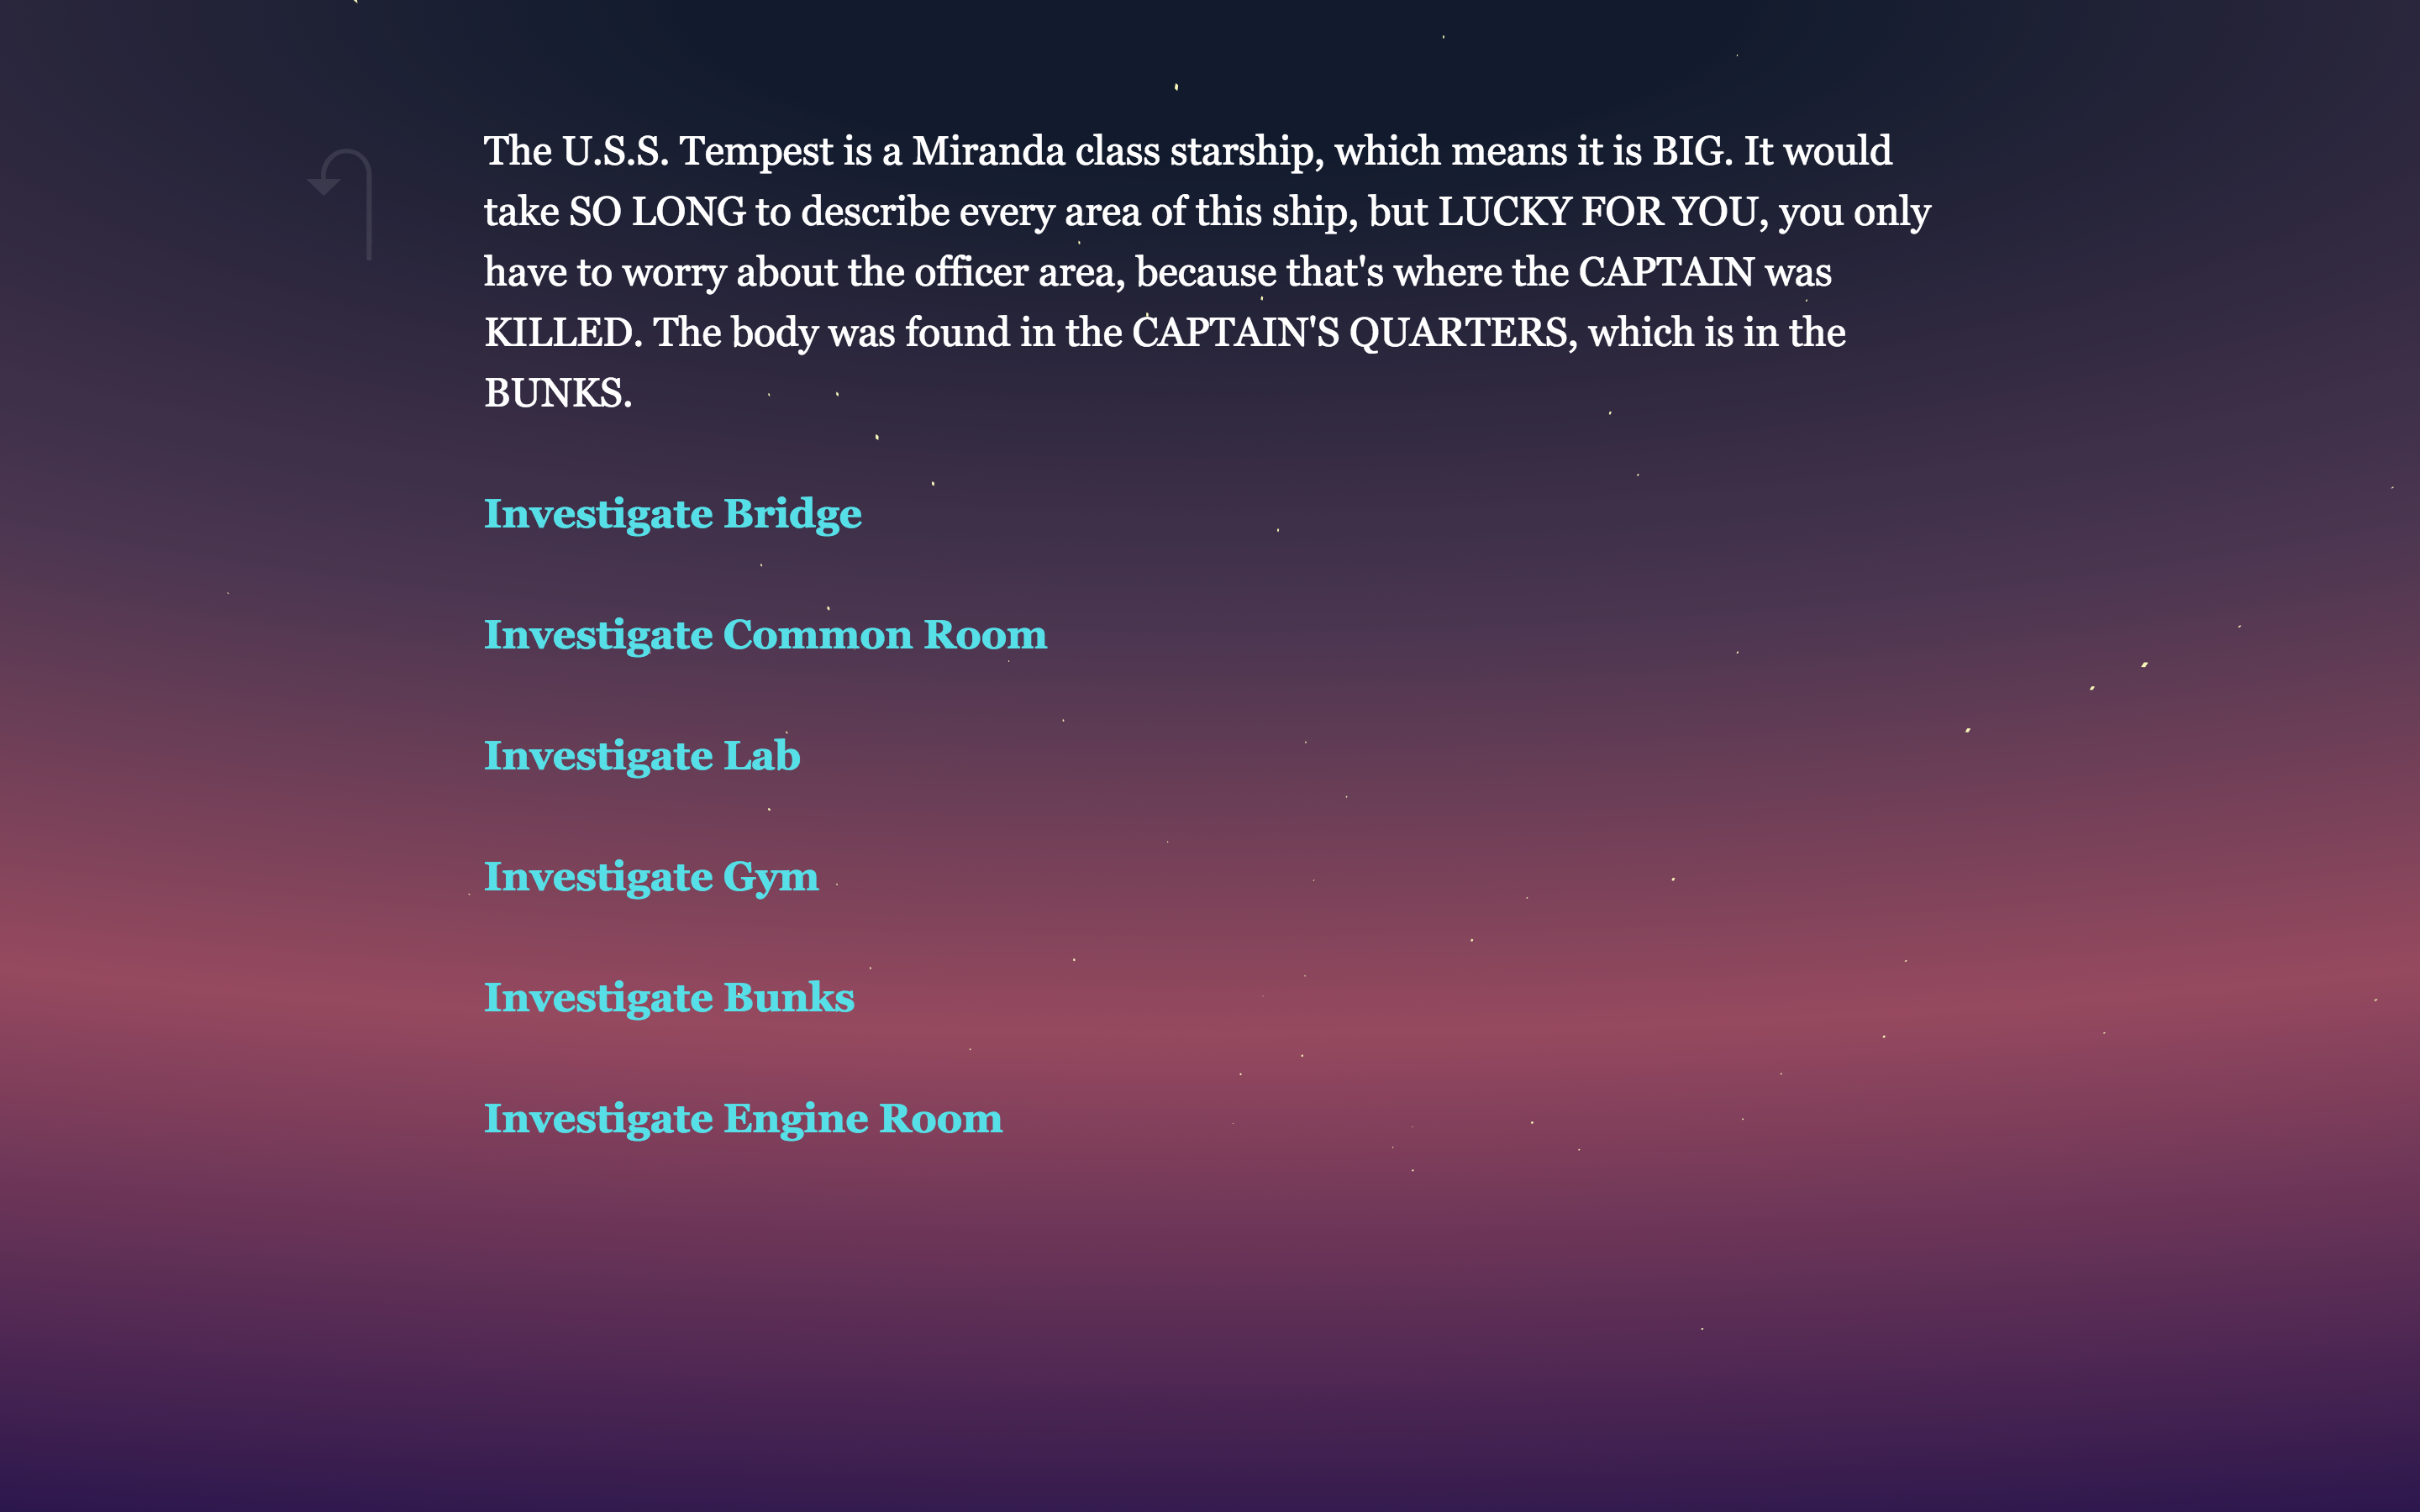 The U.S.S. Tempest is a Miranda class starship, which means it is BIG. It would
take SO LONG to describe every area of this ship, but LUCKY FOR YOU, you only
have to worry about the officer area, because that's where the CAPTAIN was
KILLED. The body was found in the CAPTAIN'S QUARTERS, which is in the
BUNKS.
Investigate Bridge
Investigate Common Room
Investigate Lab
Investigate Gym
Investigate Bunks
Investigate Engine Room